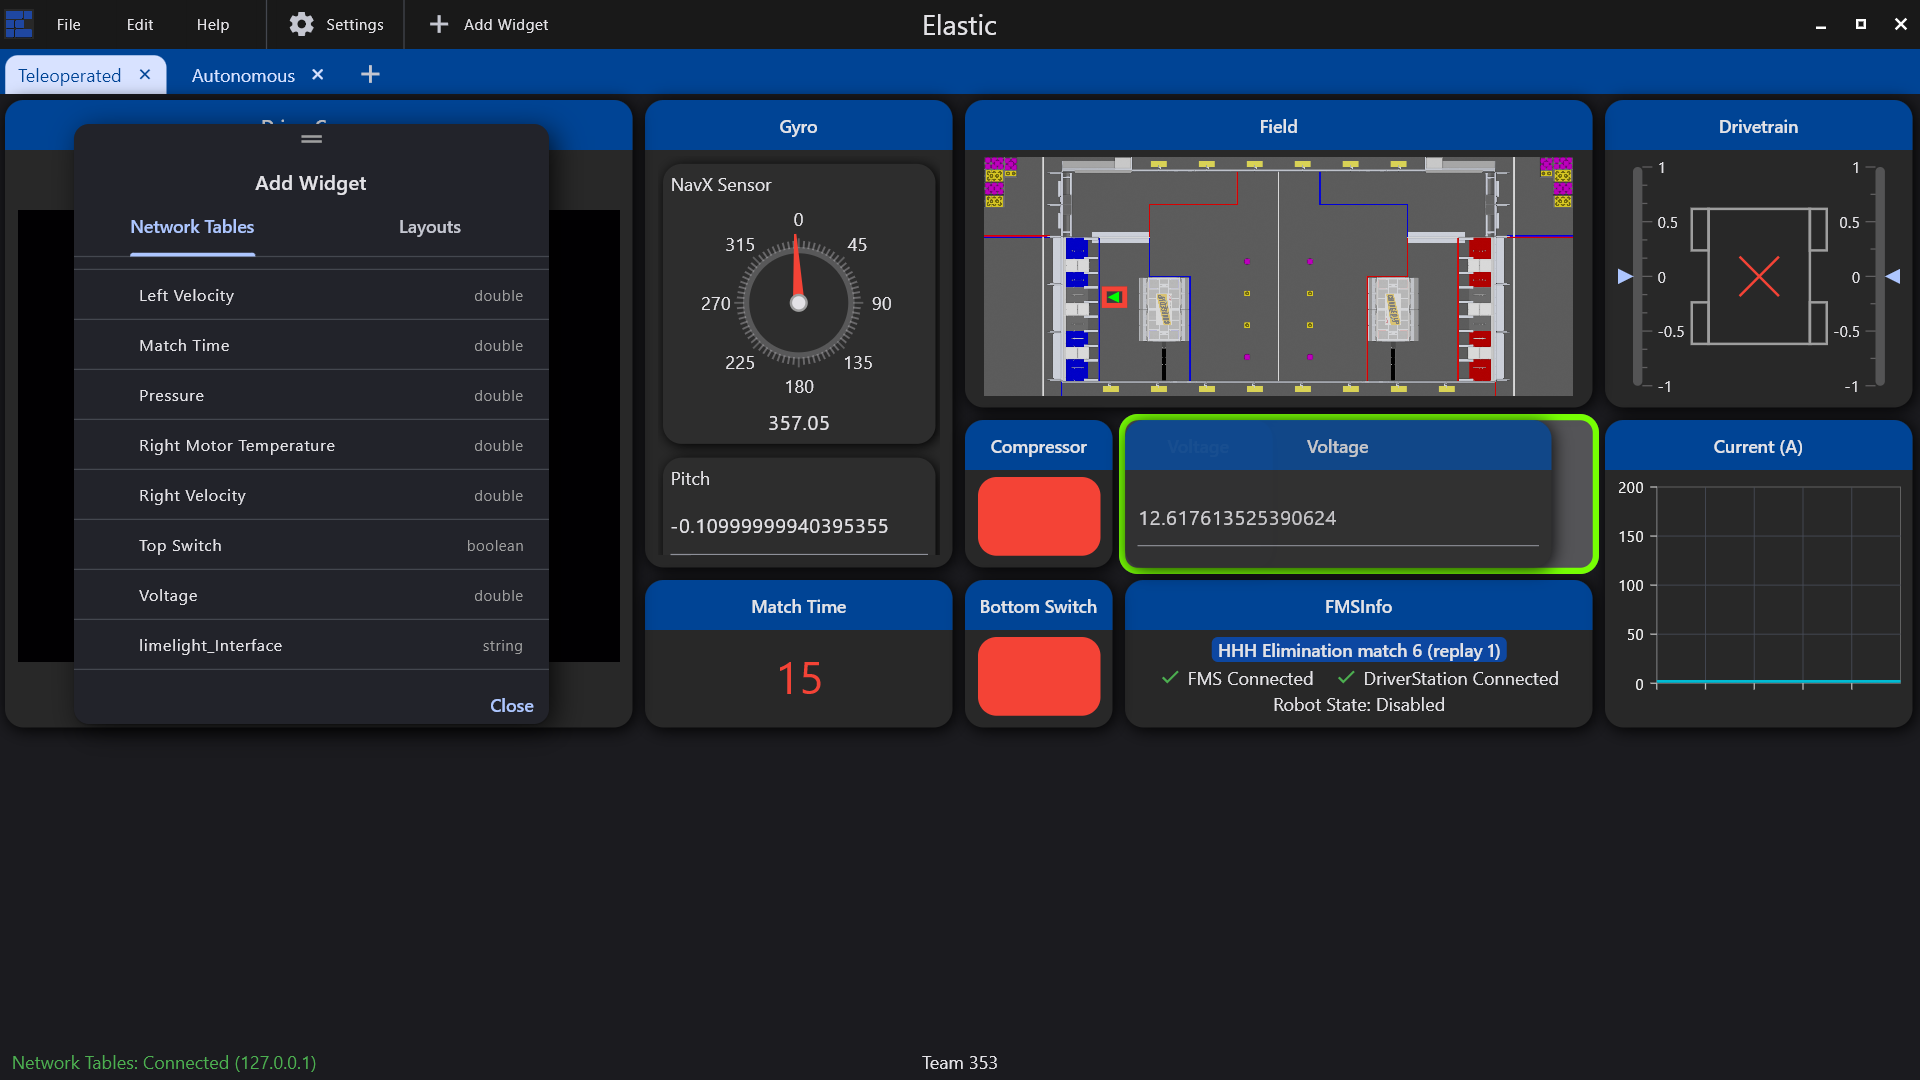 File Edit Help Settings Add Widget Elastic
Teleoperated Autonomous
Add Widget
Network Tables Layouts
Left Velocity double
Match Time double
Pressure double
Right Motor Temperature double
Right Velocity double
Top Switch boolean
Voltage double
limelight_Interface string
Close
Gyro
NavX Sensor
0
315 45
270 90
225 135
180
357.05
Pitch
-0.10999999940395355
Match Time
15
Field
Compressor
Voltage Voltage
12.617613525390624
Bottom Switch
FMSInfo
HHH Elimination match 6 (replay 1)
FMS Connected DriverStation Connected
Robot State: Disabled
Drivetrain
1 1
0.5 0.5
0 0
-0.5 -0.5
-1 -1
Current (A)
200
150
100
50
0
Network Tables: Connected (127.0.0.1) Team 353